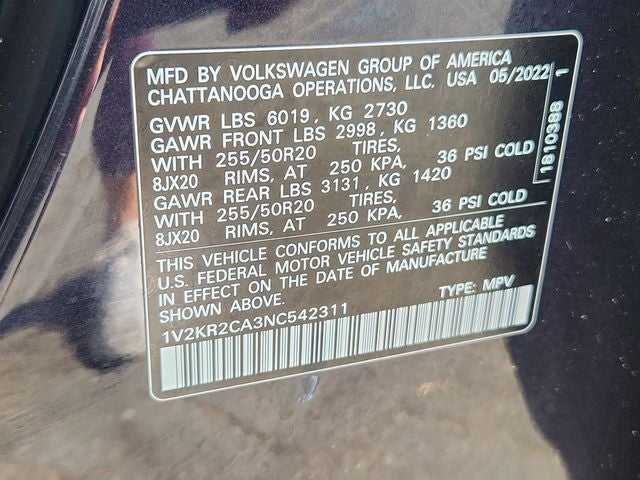 MFD BY VOLKSWAGEN GROUP OF AMERICA
CHATTANOOGA OPERATIONS, LLC. USA 05/2022
GVWR LBS 6019, KG 2730
GAWR FRONT LBS 2998, KG 1360
WITH 255/50R20 TIRES,
8JX20 RIMS, AT 250 KPA, 36 PSI COLD
GAWR REAR LBS 3131, KG 1420
WITH 255/50R20 TIRES,
8JX20 RIMS, AT 250 KPA, 36 PSI COLD
THIS VEHICLE CONFORMS TO ALL APPLICABLE
U.S. FEDERAL MOTOR VEHICLE SAFETY STANDARDS
IN EFFECT ON THE DATE OF MANUFACTURE
SHOWN ABOVE. TYPE: MPV
1V2KR2CA3NC542311
1810388 1